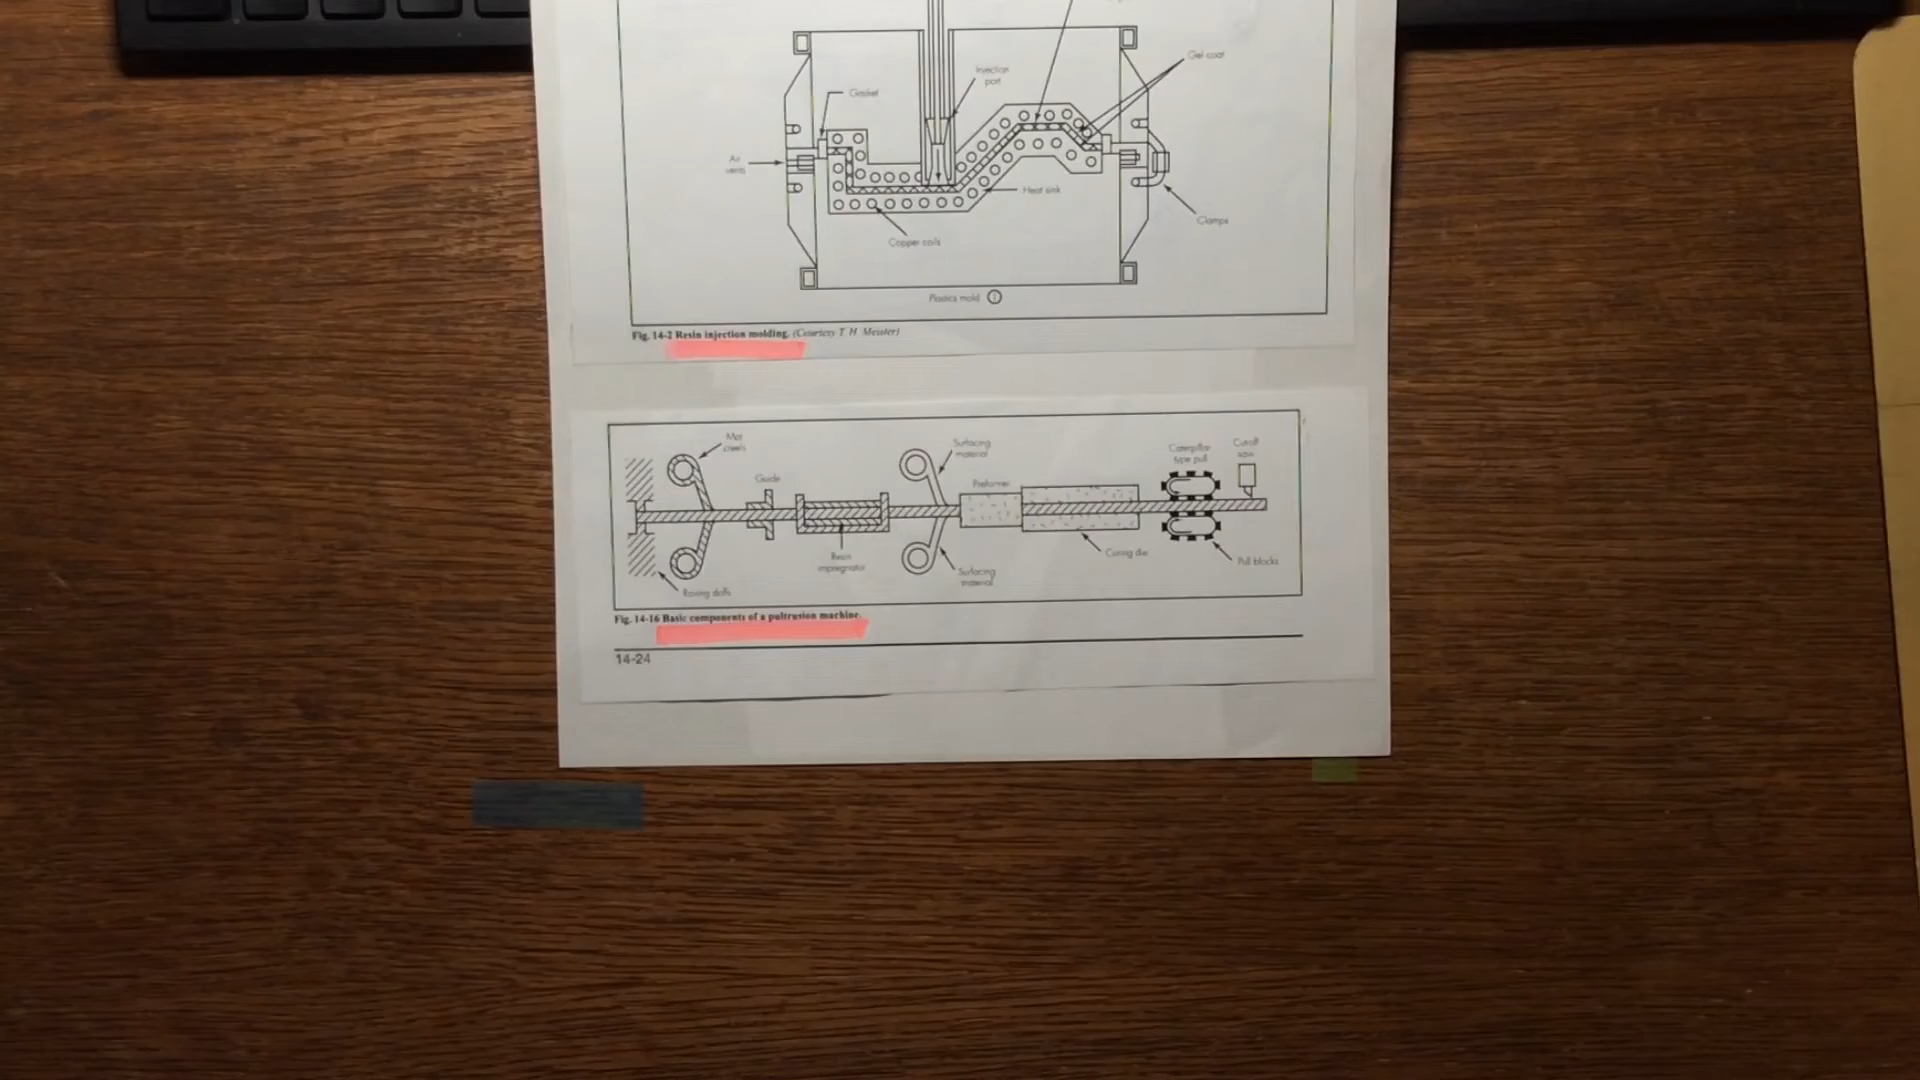 Gel coat
Injection
port
Gasket
Air
vents
Heat sink
Clamps
Copper coils
Plastics mold
Fig. 14-2 Resin injection molding. (Courtesy T H Meister)
Mat
creels
Surfacing
material
Caterpillar
type pull
Cutoff
saw
Guide
Preformer
Resin
impregnator
Curing die
Pull blocks
Surfacing
material
Roving doffs
Fig. 14-16 Basic components of a pultrusion machine.
14-24